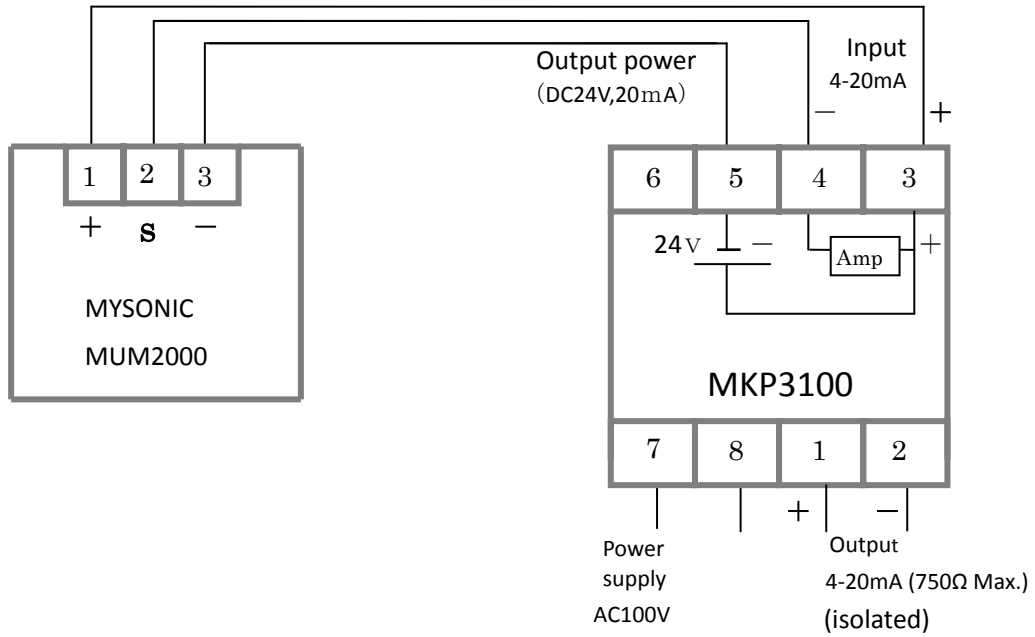 Output power
(DC24V,20mA)
Input
4-20mA
−
+
1 2 3
+ s −
MYSONIC
MUM2000
6 5 4 3
24V −
Amp
+
MKP3100
7 8 1 2
+ −
Power
supply
AC100V
Output
4-20mA (750Ω Max.)
(isolated)